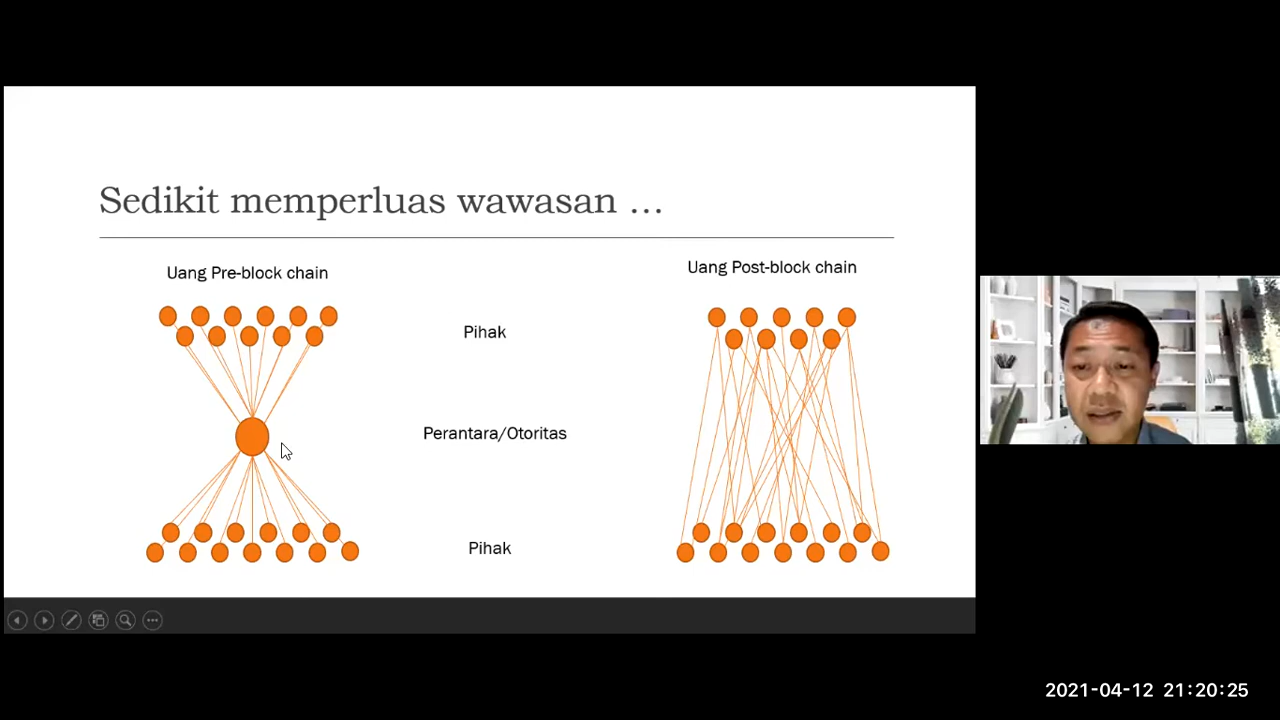 Sedikit memperluas wawasan ...
Uang Pre-block chain
Uang Post-block chain
Pihak
Perantara/Otoritas
Pihak
2021-04-12 21:20:25